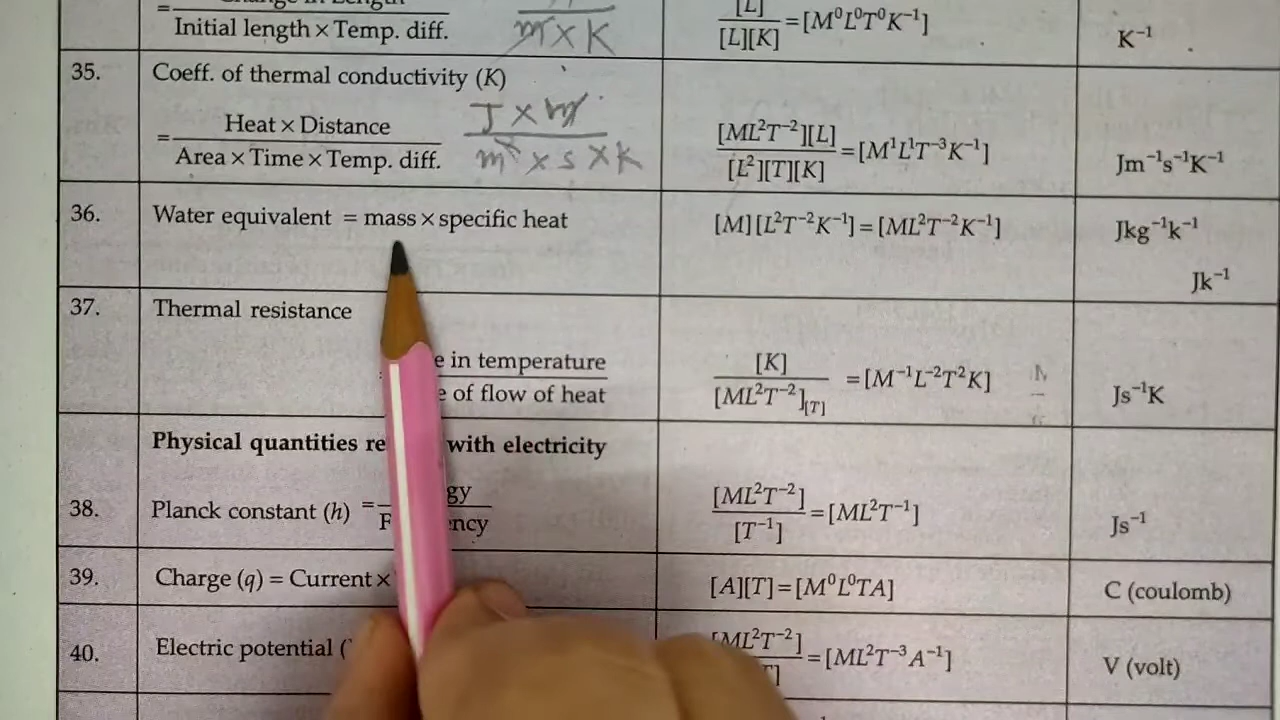 = Initial length × Temp. diff. m × K [L] / [L][K] = [M⁰L⁰T⁰K⁻¹] K⁻¹
35. Coeff. of thermal conductivity (K)
= Heat × Distance / Area × Time × Temp. diff. J × m / m² × s × K [ML²T⁻²][L] / [L²][T][K] = [M¹L¹T⁻³K⁻¹] Jm⁻¹s⁻¹K⁻¹
36. Water equivalent = mass × specific heat [M][L²T⁻²K⁻¹] = [ML²T⁻²K⁻¹] Jkg⁻¹k⁻¹
Jk⁻¹
37. Thermal resistance
in temperature / of flow of heat [K] / [ML²T⁻²][T] = [M⁻¹L⁻²T²K] Js⁻¹K
Physical quantities with electricity
38. Planck constant (h) = [ML²T⁻²] / [T⁻¹] = [ML²T⁻¹] Js⁻¹
39. Charge (q) = Current × [A][T] = [M⁰L⁰TA] C (coulomb)
40. Electric potential ( [ML²T⁻²] / T] = [ML²T⁻³A⁻¹] V (volt)